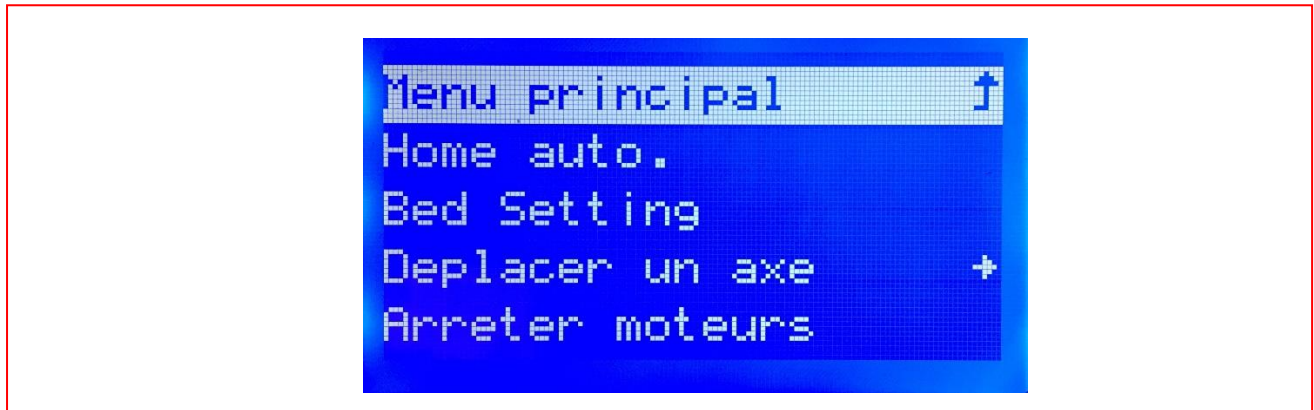 Menu principal
Home auto.
Bed Setting
Deplacer un axe
Arreter moteurs